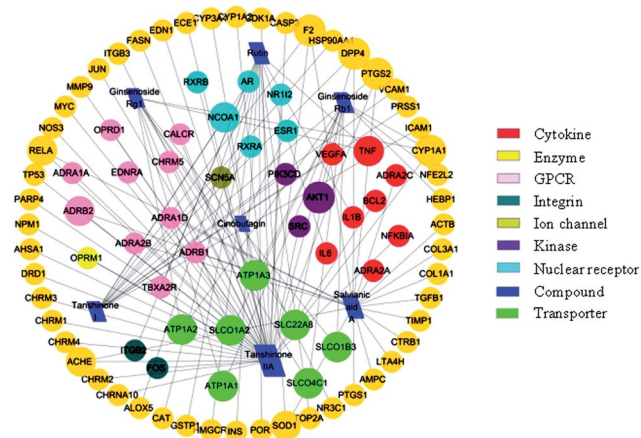 CYP3A4
CYP1A2
CDK1A
CASP3
F2
HSP90AA1
DPP4
PTGS2
VCAM1
PRSS1
ICAM1
CYP1A1
NFE2L2
HEBP1
ACTB
COL3A1
COL1A1
TGFB1
TIMP1
CTRB1
LTA4H
AMPC
PTGS1
NR3C1
TOP2A
SOD1
POR
INS
GSTP1
CAT
ALOX5
CHRNA10
CHRM2
ACHE
CHRM4
CHRM1
CHRM3
DRD1
AHSA1
NPM1
PARP4
TP53
RELA
NOS3
MYC
MMP9
JUN
ITGB3
FASN
EDN1
ECE1
Rutin
Ginsenoside
Rg1
Ginsenoside
Rb1
RXRB
AR
NR1I2
NCOA1
ESR1
RXRA
OPRD1
CALCR
CHRM5
EDNRA
ADRA1A
ADRB2
ADRA1D
ADRA2B
ADRB1
OPRM1
TBXA2R
SCN5A
PIK3CD
AKT1
SRC
VEGFA
TNF
ADRA2C
BCL2
IL1B
NFKBIA
IL6
ADRA2A
Cinobufagin
Tanshinone
I
Tanshinone
IIA
Salvianic
aid
A
ATP1A3
ATP1A2
SLCO1A2
SLC22A8
SLCO1B3
SLCO4C1
ATP1A1
ITGB2
FOS
Cytokine
Enzyme
GPCR
Integrin
Ion channel
Kinase
Nuclear receptor
Compound
Transporter